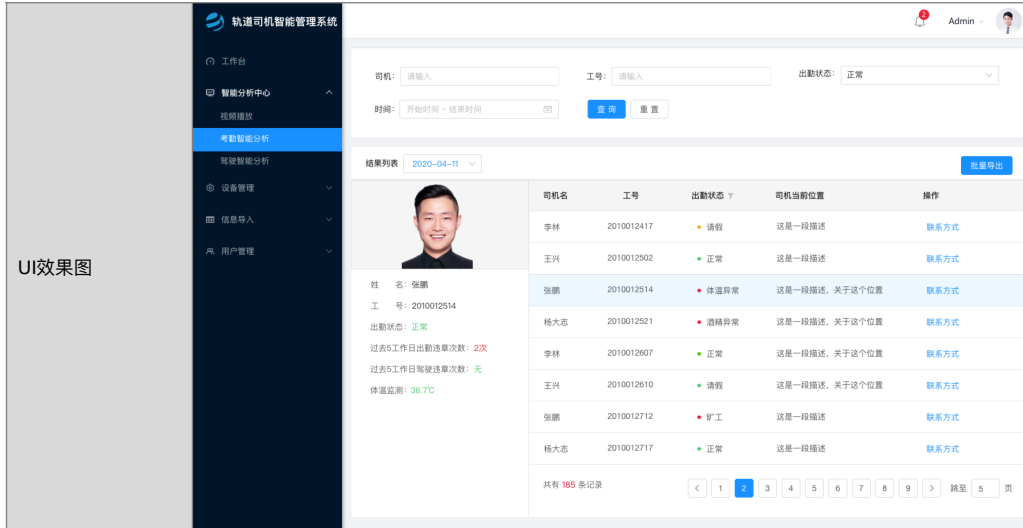 UI效果图
轨道司机智能管理系统
工作台
智能分析中心
视频播放
考勤智能分析
驾驶智能分析
设备管理
信息导入
用户管理
2
Admin
司机: 请输入 工号: 请输入 出勤状态: 正常
时间: 开始时间 - 结束时间 查 询 重 置
结果列表 2020-04-11 批量导出
姓 名: 张鹏
工 号: 2010012514
出勤状态: 正常
过去5工作日出勤违章次数: 2次
过去5工作日驾驶违章次数: 无
体温监测: 36.7℃
司机名 工号 出勤状态 司机当前位置 操作
李林 2010012417 请假 这是一段描述 联系方式
王兴 2010012502 正常 这是一段描述 联系方式
张鹏 2010012514 体温异常 这是一段描述，关于这个位置 联系方式
杨大志 2010012521 酒精异常 这是一段描述，关于这个位置 联系方式
李林 2010012607 正常 这是一段描述，关于这个位置 联系方式
王兴 2010012610 请假 这是一段描述，关于这个位置 联系方式
张鹏 2010012712 旷工 这是一段描述 联系方式
杨大志 2010012717 正常 这是一段描述 联系方式
共有 185 条记录 < 1 2 3 4 5 6 7 8 9 > 跳至 5 页